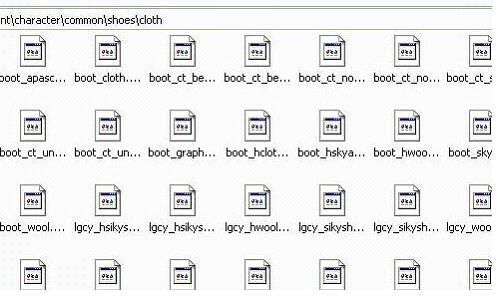 nt\character\common\shoes\cloth
boot_apasc... boot_cloth.... boot_ct_be... boot_ct_be... boot_ct_no... boot_ct_no... boot_ct_s
boot_ct_un... boot_ct_un... boot_graph... boot_hclot... boot_hskya... boot_hwoo... boot_sky
boot_wool.... lgcy_hsikys... lgcy_hsikys... lgcy_hwool... lgcy_sikysh... lgcy_sikysh... lgcy_woo